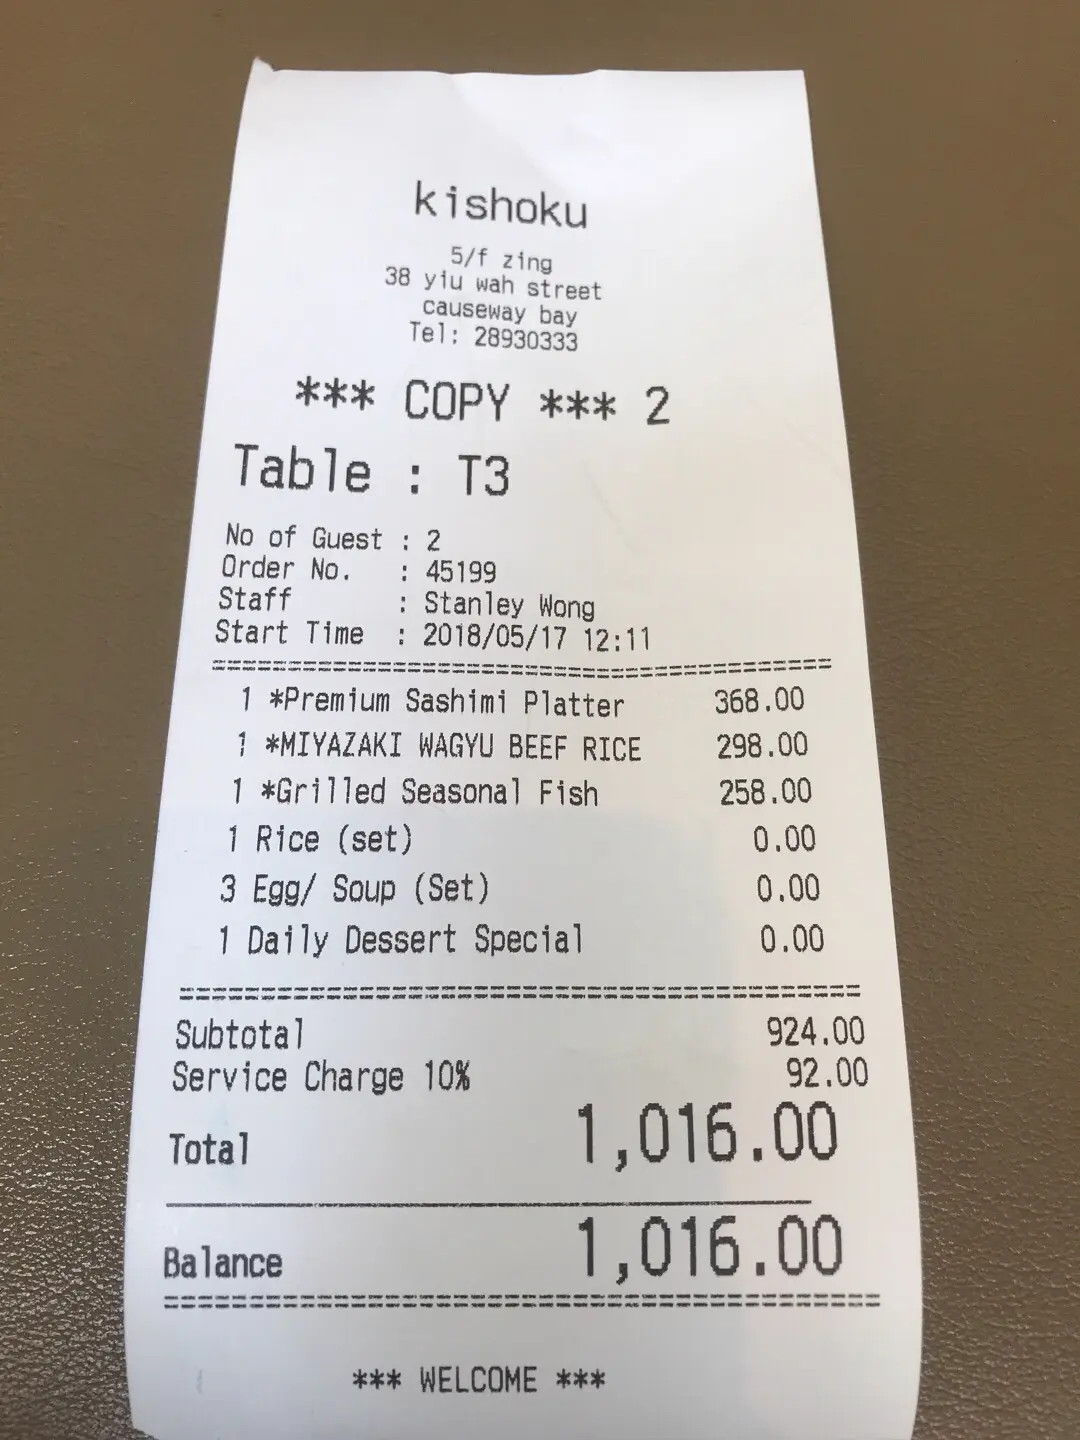 kishoku
5/f zing
38 yiu wah street
causeway bay
Tel: 28930333
*** COPY *** 2
Table : T3
No of Guest : 2
Order No. : 45199
Staff : Stanley Wong
Start Time : 2018/05/17 12:11
1 *Premium Sashimi Platter 368.00
1 *MIYAZAKI WAGYU BEEF RICE 298.00
1 *Grilled Seasonal Fish 258.00
1 Rice (set) 0.00
3 Egg/ Soup (Set) 0.00
1 Daily Dessert Special 0.00
Subtotal 924.00
Service Charge 10% 92.00
Total 1,016.00
Balance 1,016.00
*** WELCOME ***